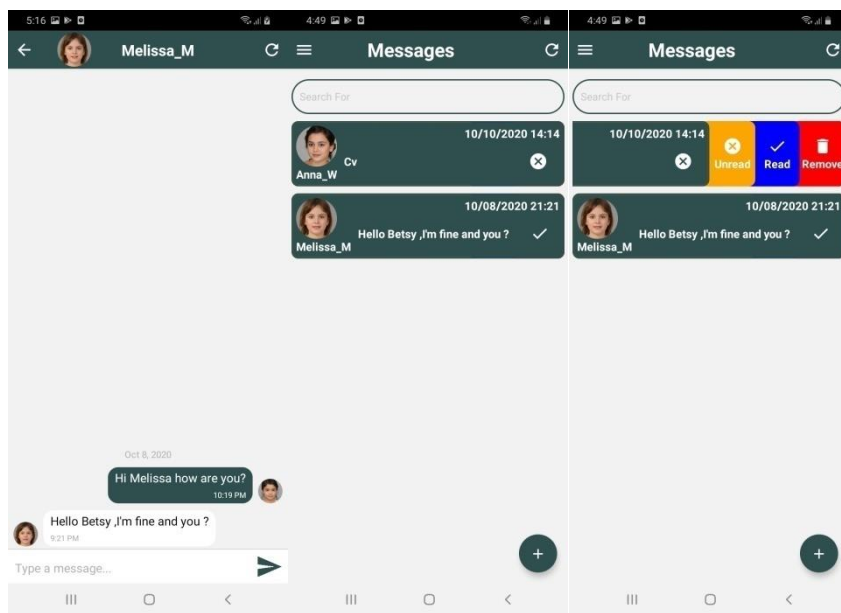 5:16
Melissa_M
Oct 8, 2020
Hi Melissa how are you?
10:19 PM
Hello Betsy ,I'm fine and you ?
9:21 PM
Type a message...
4:49
Messages
Search For
10/10/2020 14:14
Cv
Anna_W
10/08/2020 21:21
Hello Betsy ,I'm fine and you ?
Melissa_M
4:49
Messages
Search For
10/10/2020 14:14
Unread
Read
Remove
10/08/2020 21:21
Hello Betsy ,I'm fine and you ?
Melissa_M